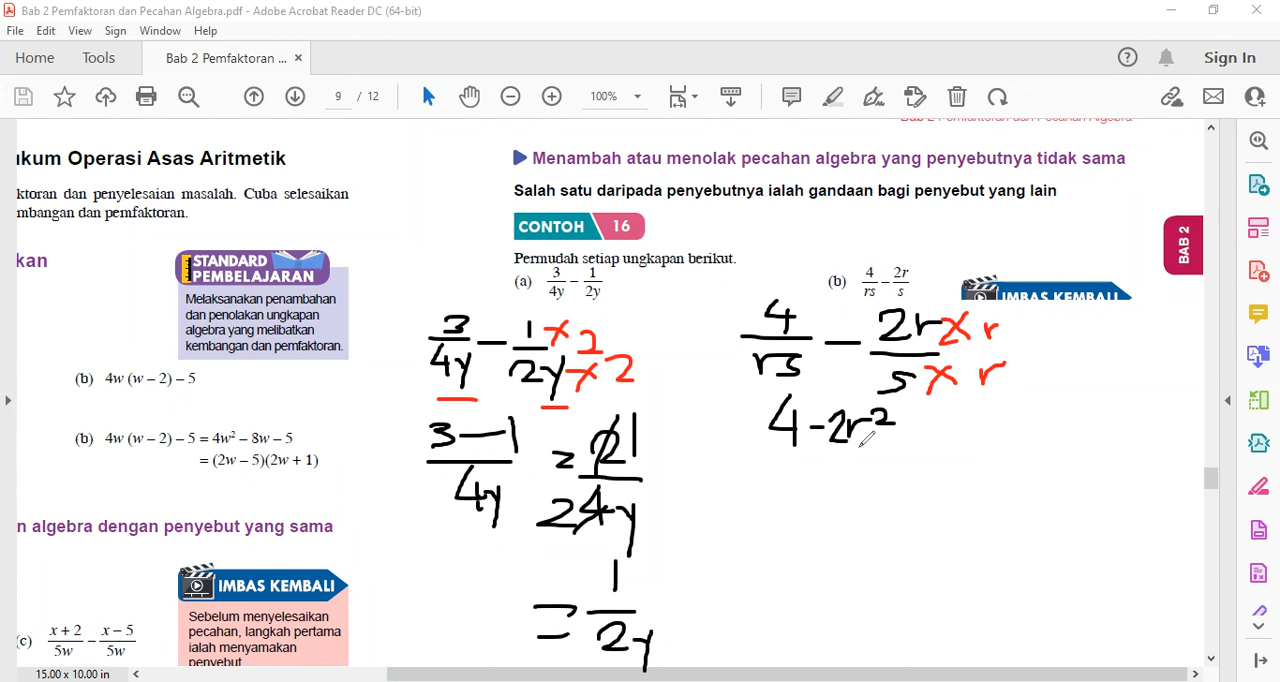 Bab 2 Pemfaktoran dan Pecahan Algebra.pdf - Adobe Acrobat Reader DC (64-bit)
File Edit View Sign Window Help
Home Tools Bab 2 Pemfaktoran ... × Sign In
9 / 12 100%
Bab 2 Pemfaktoran dan Pecahan Algebra
ukum Operasi Asas Aritmetik
ktoran dan penyelesaian masalah. Cuba selesaikan
mbangan dan pemfaktoran.
kan
STANDARD
PEMBELAJARAN
Melaksanakan penambahan
dan penolakan ungkapan
algebra yang melibatkan
kembangan dan pemfaktoran.
(b) 4w (w – 2) – 5
(b) 4w (w – 2) – 5 = 4w² – 8w – 5
= (2w – 5)(2w + 1)
n algebra dengan penyebut yang sama
IMBAS KEMBALI
Sebelum menyelesaikan
pecahan, langkah pertama
ialah menyamakan
penyebut
(c) x + 2/5w – x – 5/5w
15.00 x 10.00 in
Menambah atau menolak pecahan algebra yang penyebutnya tidak sama
Salah satu daripada penyebutnya ialah gandaan bagi penyebut yang lain
CONTOH 16
Permudah setiap ungkapan berikut.
(a) 3/4y – 1/2y (b) 4/rs – 2r/s
IMBAS KEMBALI
BAB 2
3/4y – 1/2y × 2 × 2
3 – 1/4y = 21/24y
= 1/2y
4/rs – 2r/s × r × r
4 – 2r²